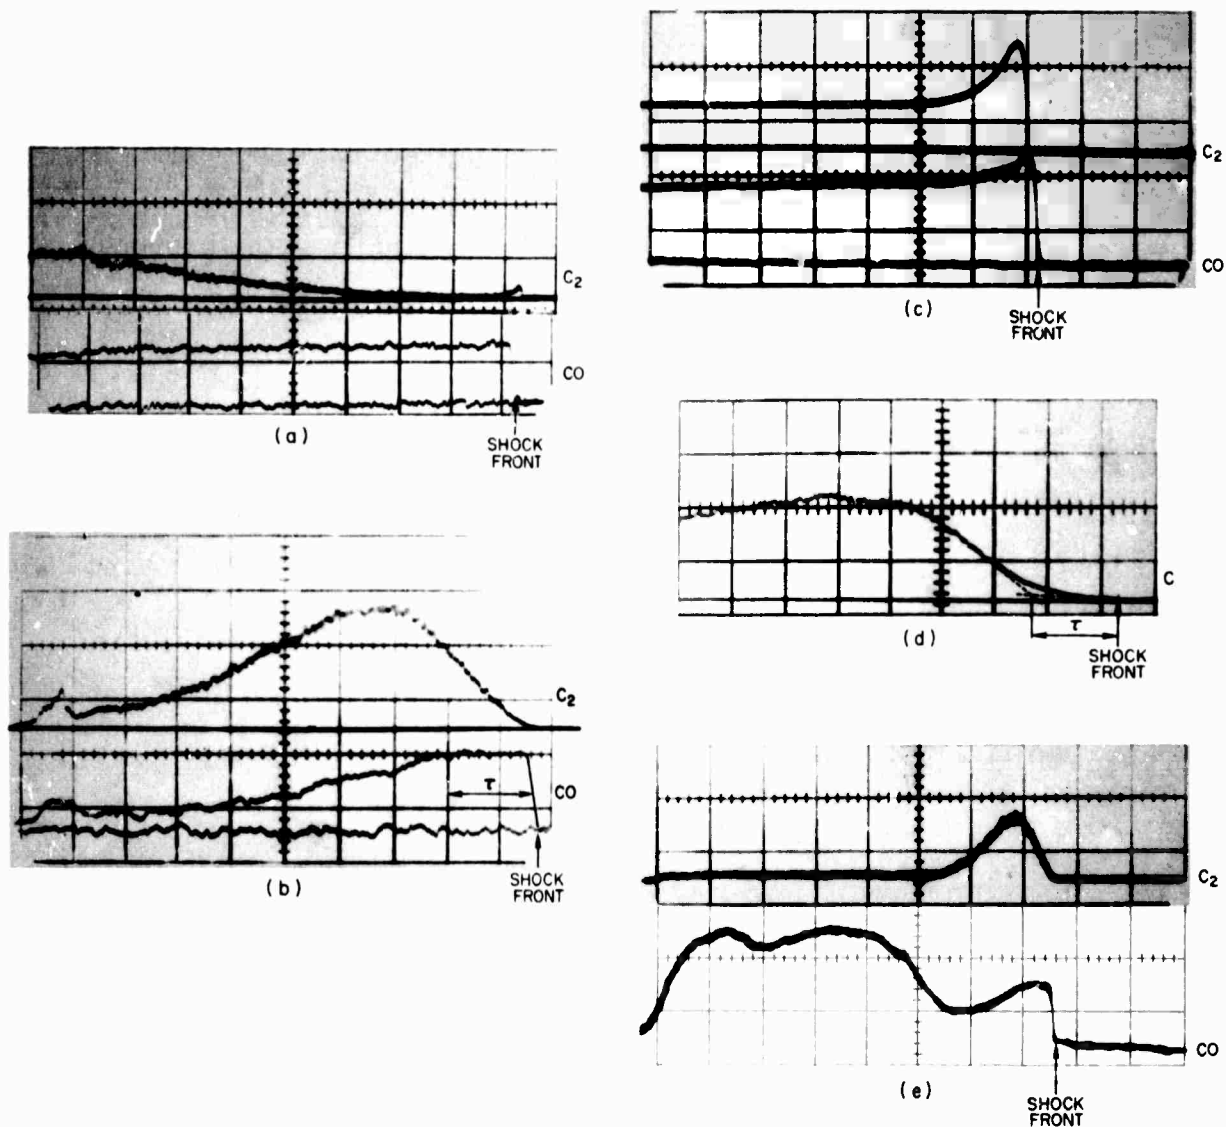 C2
CO
(a)
SHOCK
FRONT
C2
τ
CO
(b)
SHOCK
FRONT
C2
CO
(c)
SHOCK
FRONT
C
τ
(d)
SHOCK
FRONT
C2
CO
(e)
SHOCK
FRONT